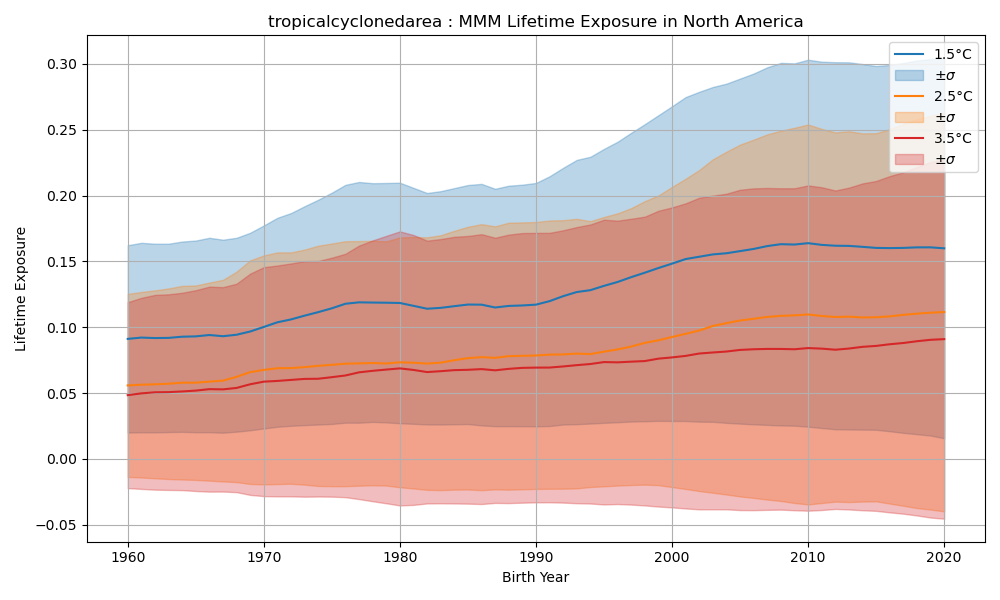 tropicalcyclonedarea : MMM Lifetime Exposure in North America
1.5°C
±σ
2.5°C
±σ
3.5°C
±σ
Lifetime Exposure
0.30
0.25
0.20
0.15
0.10
0.05
0.00
−0.05
1960
1970
1980
1990
2000
2010
2020
Birth Year